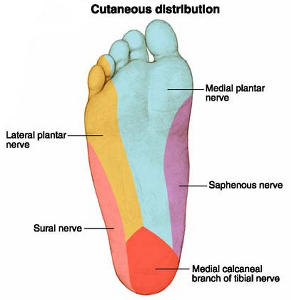 Cutaneous distribution
Medial plantar
nerve
Lateral plantar
nerve
Saphenous nerve
Sural nerve
Medial calcaneal
branch of tibial nerve